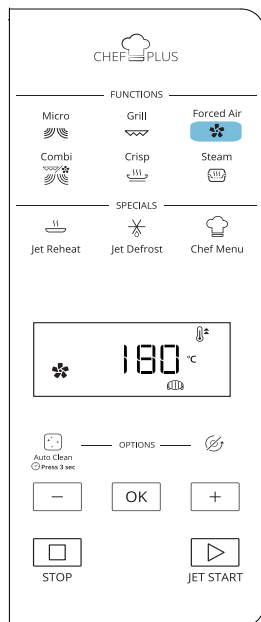 CHEF PLUS
FUNCTIONS
Micro Grill Forced Air
Combi Crisp Steam
SPECIALS
Jet Reheat Jet Defrost Chef Menu
180 °C
OPTIONS
Auto Clean
Press 3 sec
− OK +
STOP JET START